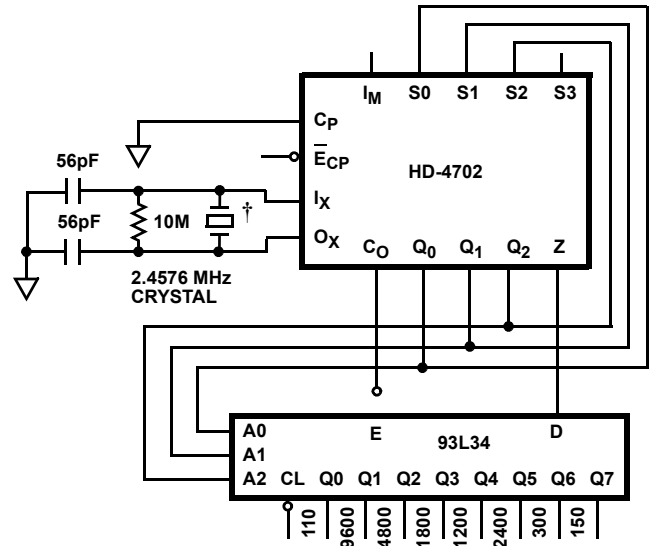 I_M S0 S1 S2 S3
C_P
E̅_CP
HD-4702
56pF
I_X
56pF
10M
†
O_X
C_O Q_0 Q_1 Q_2 Z
2.4576 MHz
CRYSTAL
A0 E 93L34 D
A1
A2 CL Q0 Q1 Q2 Q3 Q4 Q5 Q6 Q7
110 9600 4800 1800 1200 2400 300 150